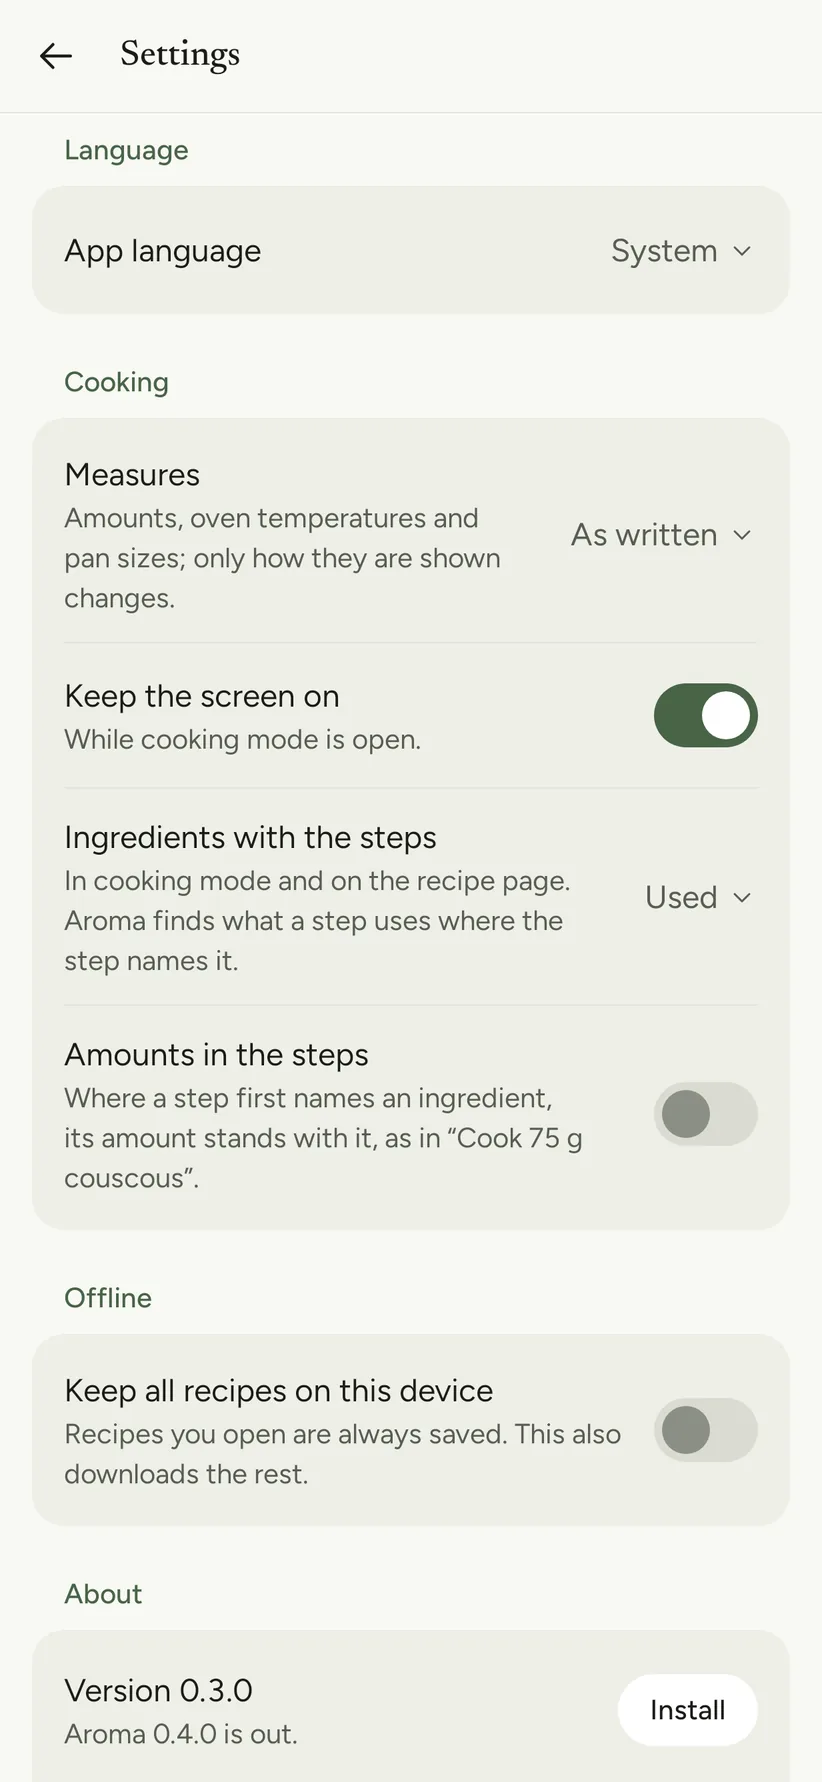 Settings
Language
App language
System
Cooking
Measures
Amounts, oven temperatures and
pan sizes; only how they are shown
changes.
As written
Keep the screen on
While cooking mode is open.
Ingredients with the steps
In cooking mode and on the recipe page.
Aroma finds what a step uses where the
step names it.
Used
Amounts in the steps
Where a step first names an ingredient,
its amount stands with it, as in “Cook 75 g
couscous”.
Offline
Keep all recipes on this device
Recipes you open are always saved. This also
downloads the rest.
About
Version 0.3.0
Aroma 0.4.0 is out.
Install